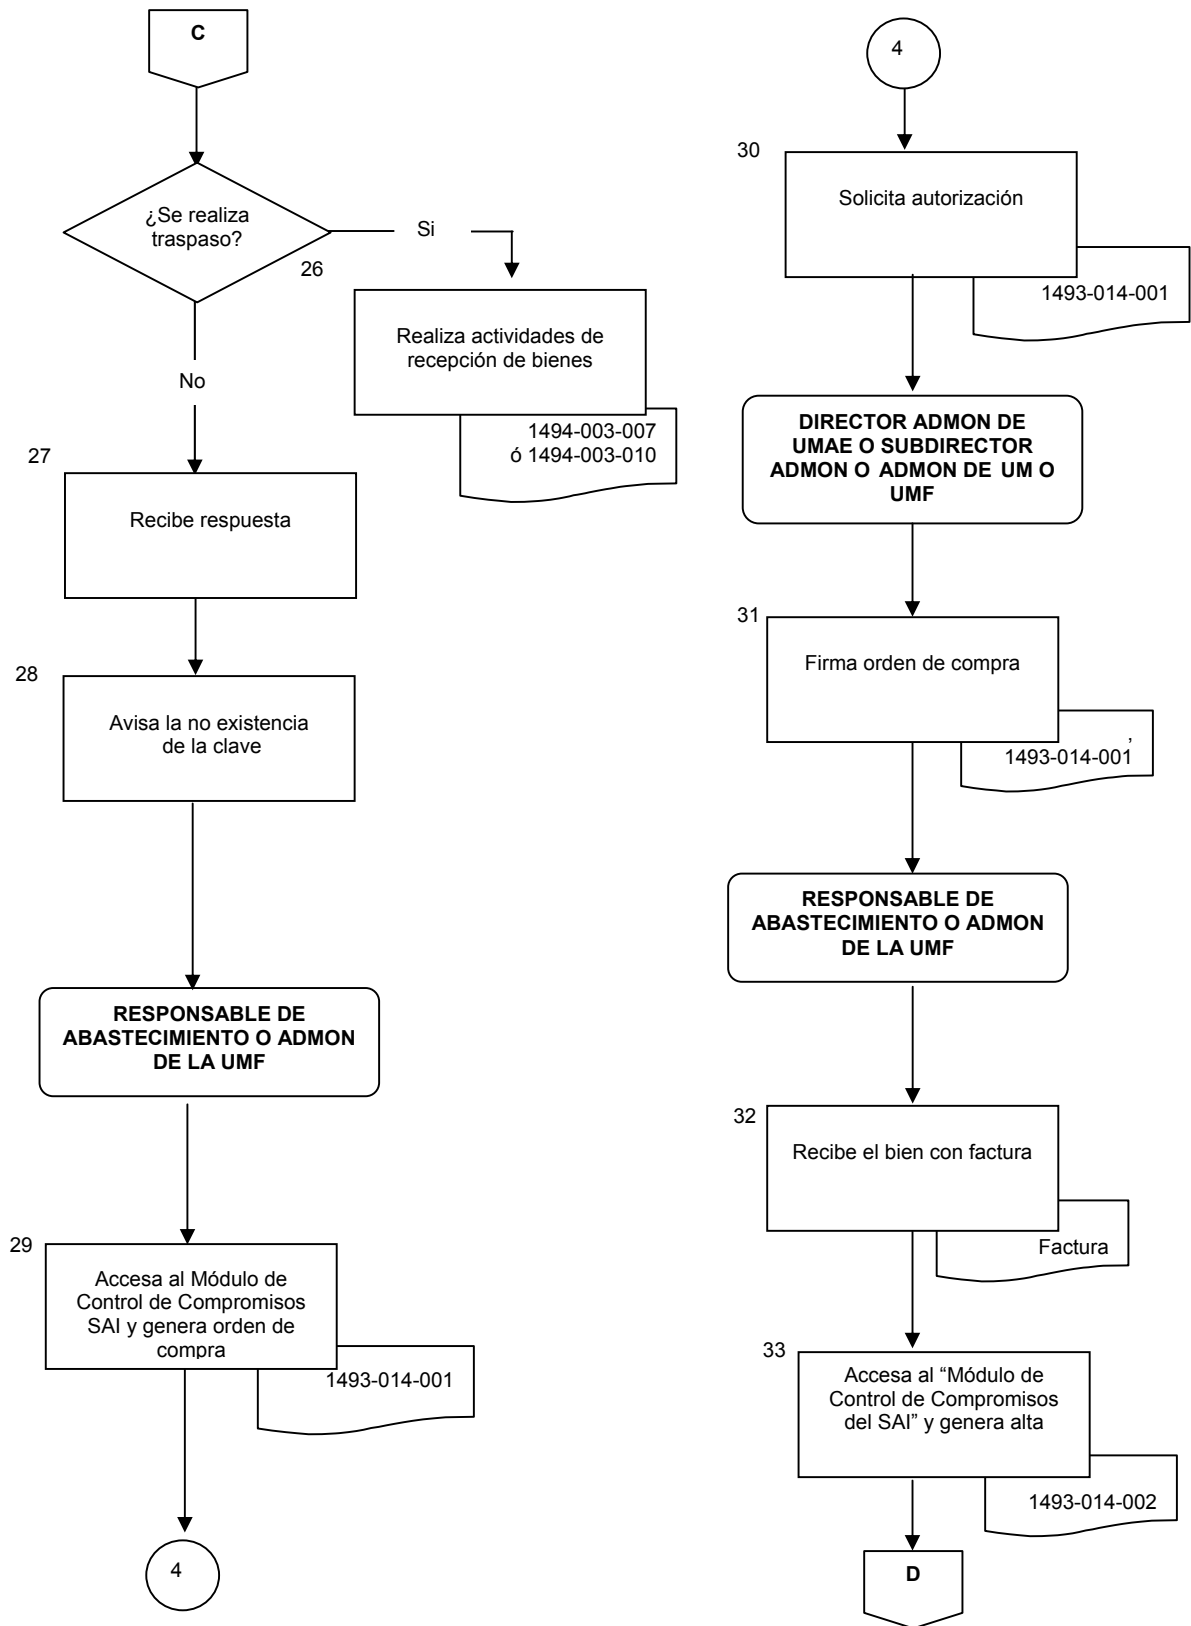 C
¿Se realiza
traspaso?
Si
26
Realiza actividades de
recepción de bienes
1494-003-007
ó 1494-003-010
No
27
Recibe respuesta
28
Avisa la no existencia
de la clave
RESPONSABLE DE
ABASTECIMIENTO O ADMON
DE LA UMF
29
Accesa al Módulo de
Control de Compromisos
SAI y genera orden de
compra
1493-014-001
4
4
30
Solicita autorización
1493-014-001
DIRECTOR ADMON DE
UMAE O SUBDIRECTOR
ADMON O ADMON DE UM O
UMF
31
Firma orden de compra
,
1493-014-001
RESPONSABLE DE
ABASTECIMIENTO O ADMON
DE LA UMF
32
Recibe el bien con factura
Factura
33
Accesa al “Módulo de
Control de Compromisos
del SAI” y genera alta
1493-014-002
D